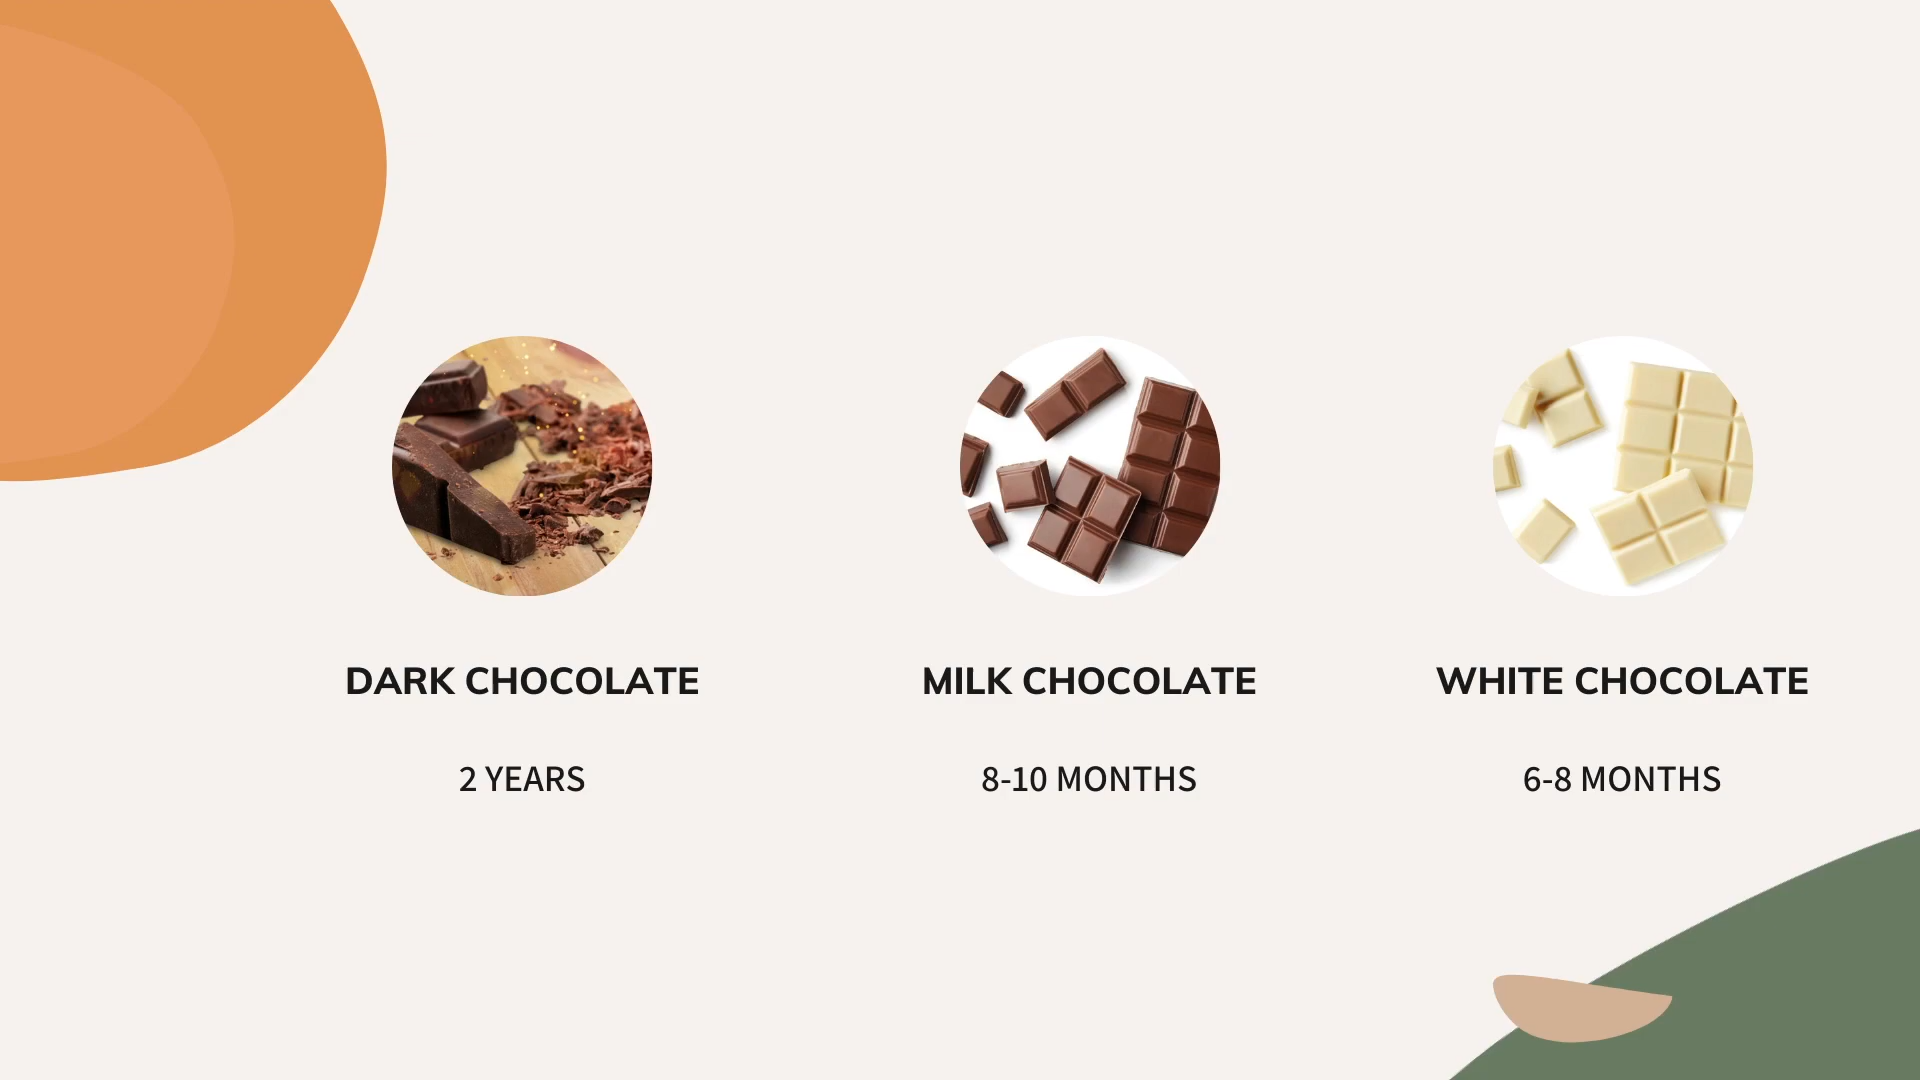 DARK CHOCOLATE
2 YEARS
MILK CHOCOLATE
8-10 MONTHS
WHITE CHOCOLATE
6-8 MONTHS